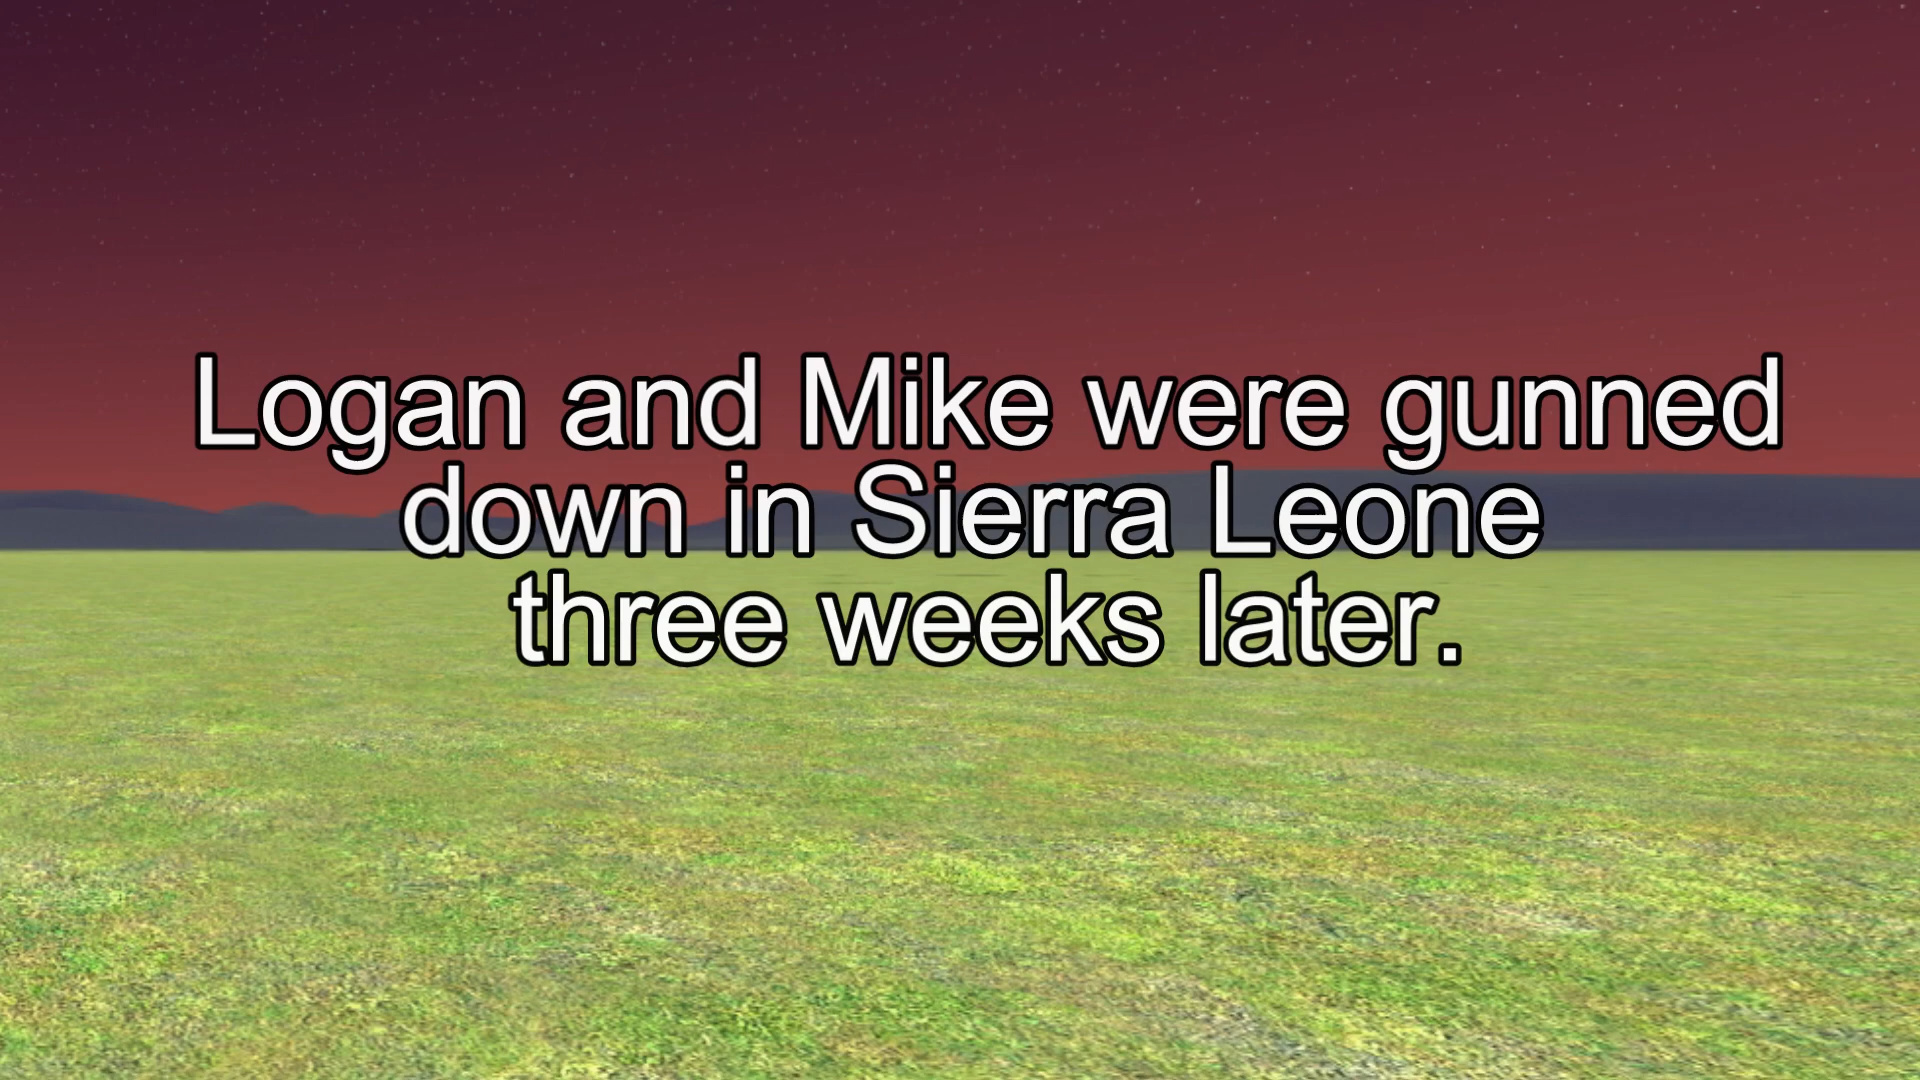 Logan and Mike were gunned
down in Sierra Leone
three weeks later.